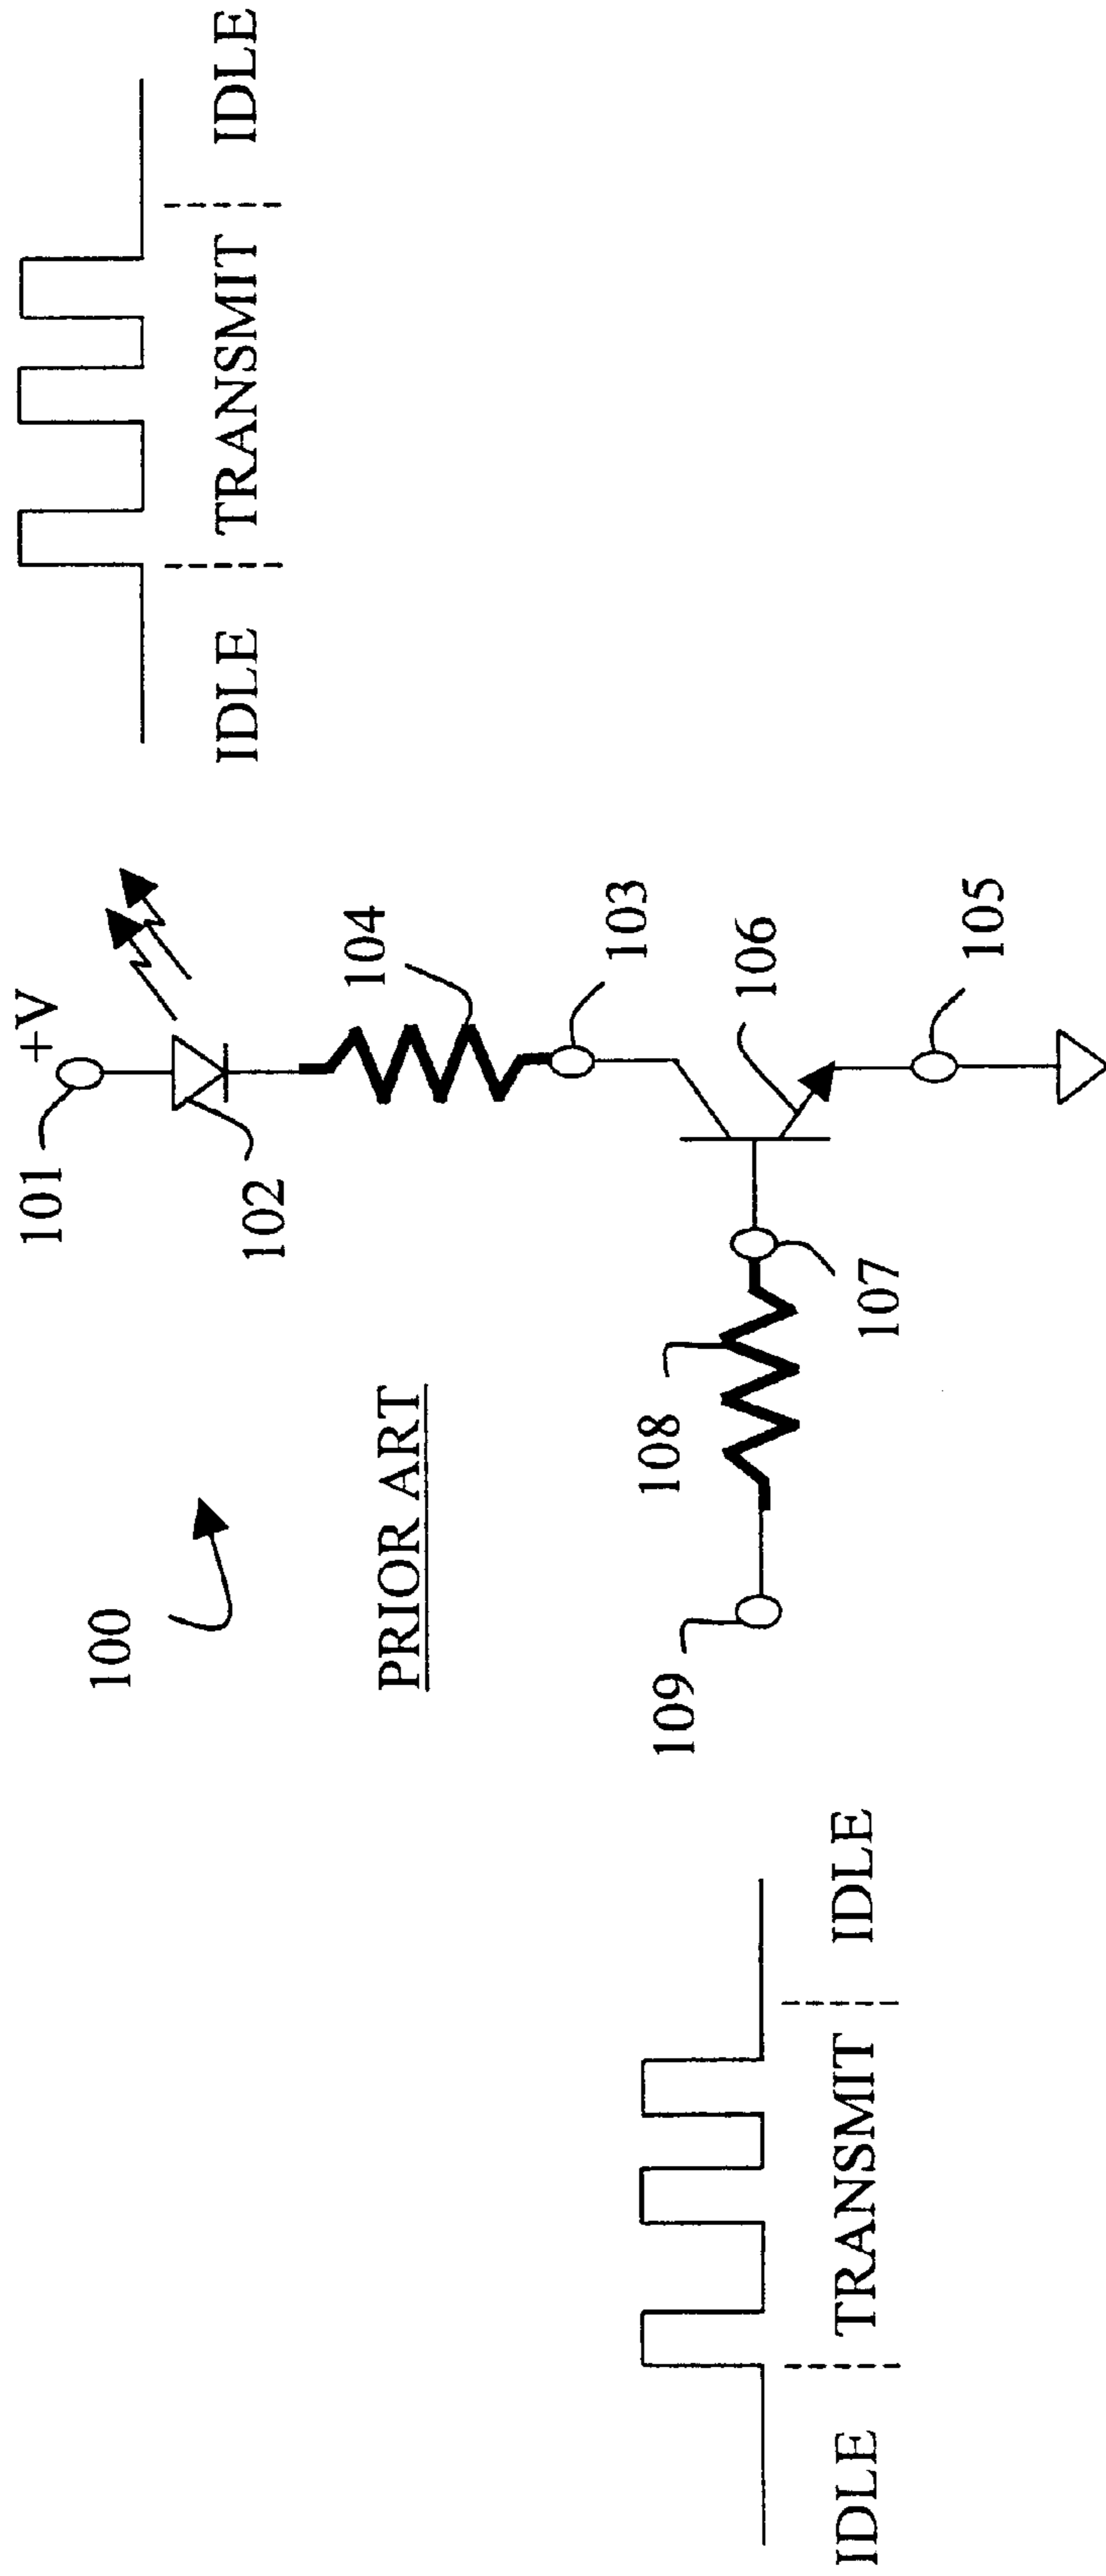 100
PRIOR ART
101
+V
102
104
103
106
105
107
108
109
IDLE
TRANSMIT
IDLE
IDLE
TRANSMIT
IDLE